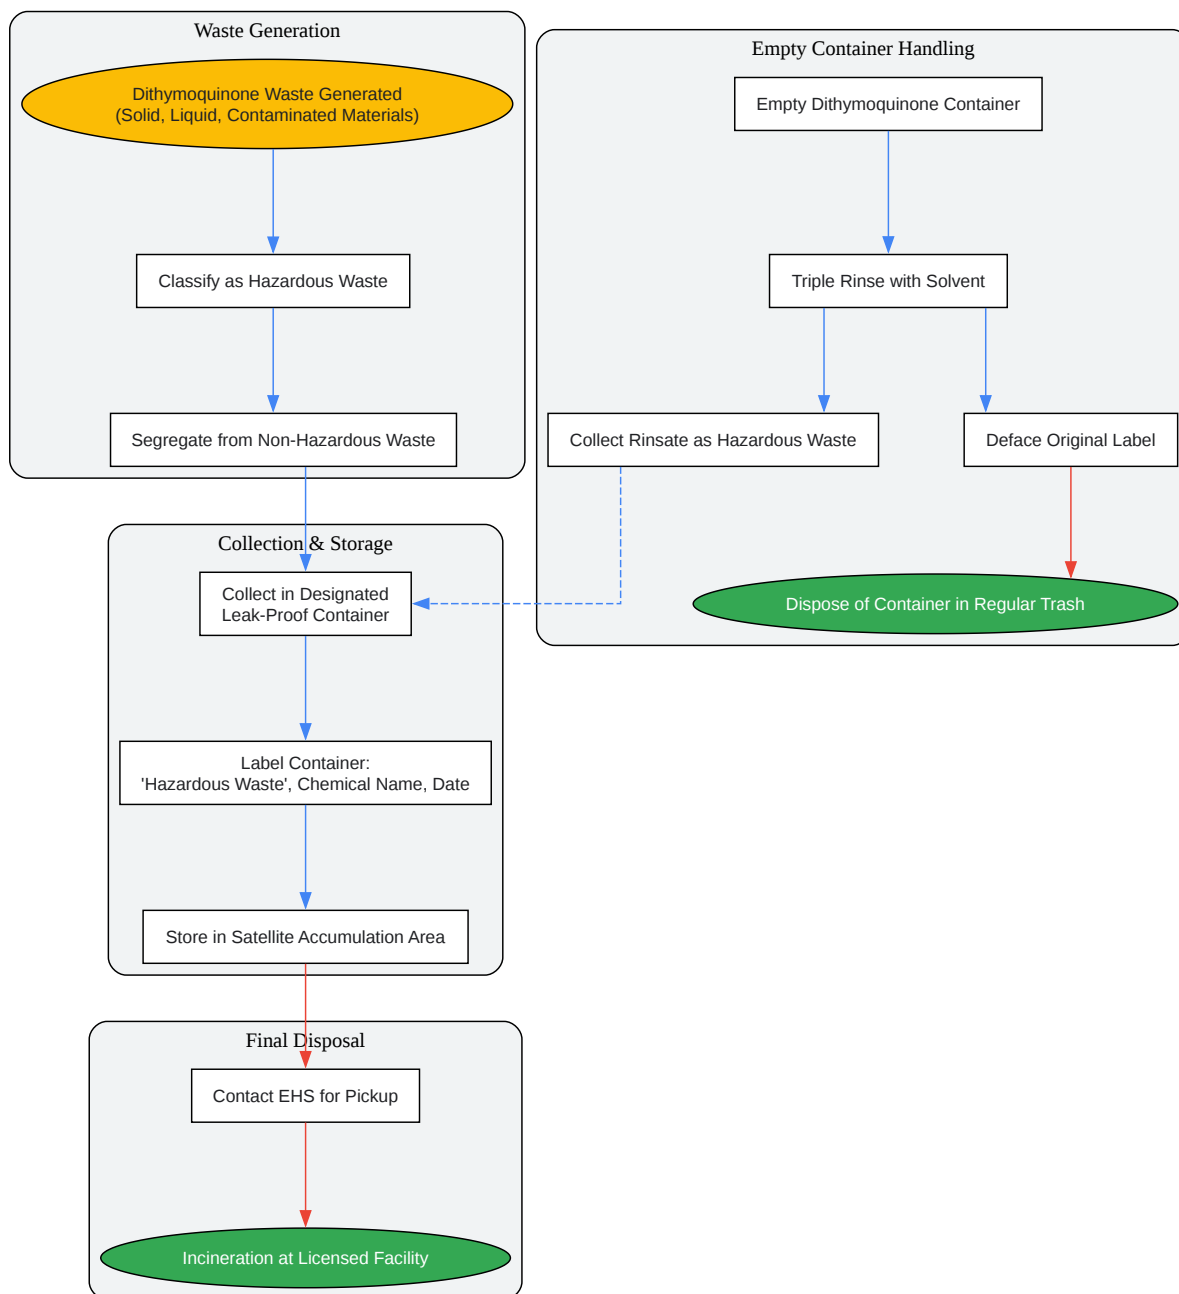 Waste Generation
Dithymoquinone Waste Generated
(Solid, Liquid, Contaminated Materials)
Classify as Hazardous Waste
Segregate from Non-Hazardous Waste
Empty Container Handling
Empty Dithymoquinone Container
Triple Rinse with Solvent
Collect Rinsate as Hazardous Waste
Deface Original Label
Dispose of Container in Regular Trash
Collection & Storage
Collect in Designated
Leak-Proof Container
Label Container:
'Hazardous Waste', Chemical Name, Date
Store in Satellite Accumulation Area
Final Disposal
Contact EHS for Pickup
Incineration at Licensed Facility